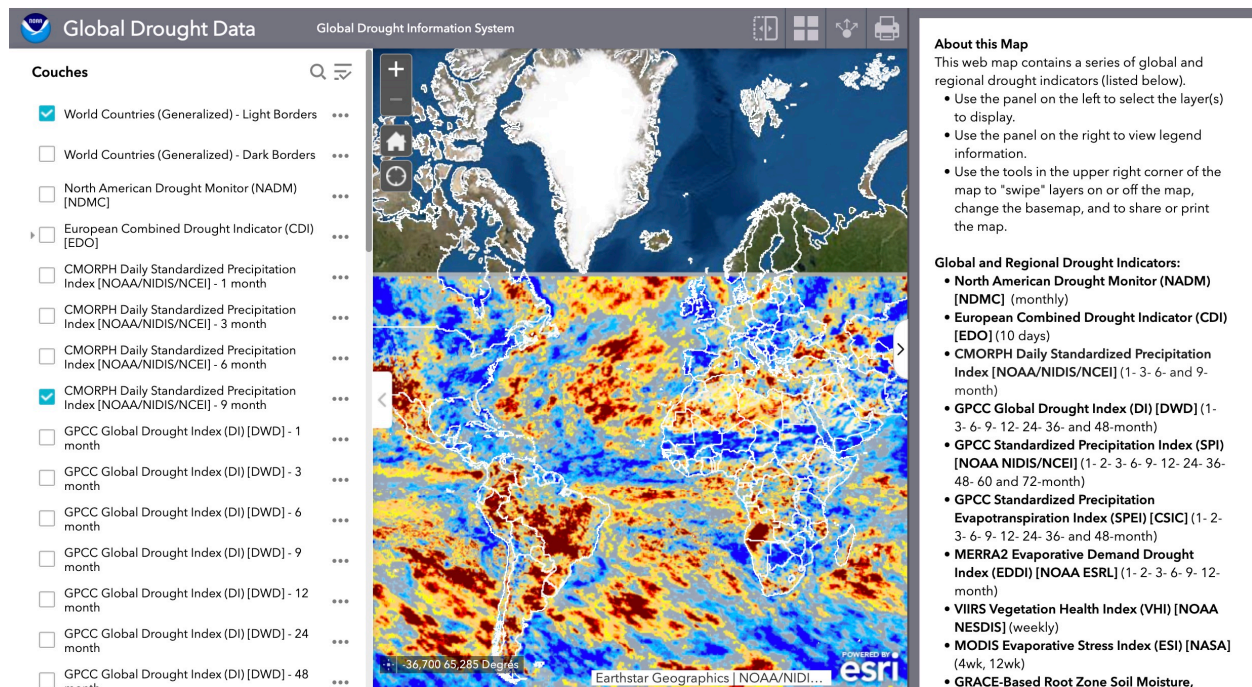 NOAA
Global Drought Data
Global Drought Information System
Couches
World Countries (Generalized) - Light Borders
World Countries (Generalized) - Dark Borders
North American Drought Monitor (NADM)
[NDMC]
European Combined Drought Indicator (CDI)
[EDO]
CMORPH Daily Standardized Precipitation
Index [NOAA/NIDIS/NCEI] - 1 month
CMORPH Daily Standardized Precipitation
Index [NOAA/NIDIS/NCEI] - 3 month
CMORPH Daily Standardized Precipitation
Index [NOAA/NIDIS/NCEI] - 6 month
CMORPH Daily Standardized Precipitation
Index [NOAA/NIDIS/NCEI] - 9 month
GPCC Global Drought Index (DI) [DWD] - 1
month
GPCC Global Drought Index (DI) [DWD] - 3
month
GPCC Global Drought Index (DI) [DWD] - 6
month
GPCC Global Drought Index (DI) [DWD] - 9
month
GPCC Global Drought Index (DI) [DWD] - 12
month
GPCC Global Drought Index (DI) [DWD] - 24
month
GPCC Global Drought Index (DI) [DWD] - 48
month
-36,700 65,285 Degrés
Earthstar Geographics | NOAA/NIDI...
POWERED BY
esri
About this Map
This web map contains a series of global and
regional drought indicators (listed below).
• Use the panel on the left to select the layer(s)
to display.
• Use the panel on the right to view legend
information.
• Use the tools in the upper right corner of the
map to "swipe" layers on or off the map,
change the basemap, and to share or print
the map.
Global and Regional Drought Indicators:
• North American Drought Monitor (NADM)
[NDMC] (monthly)
• European Combined Drought Indicator (CDI)
[EDO] (10 days)
• CMORPH Daily Standardized Precipitation
Index [NOAA/NIDIS/NCEI] (1- 3- 6- and 9-
month)
• GPCC Global Drought Index (DI) [DWD] (1-
3- 6- 9- 12- 24- 36- and 48-month)
• GPCC Standardized Precipitation Index (SPI)
[NOAA NIDIS/NCEI] (1- 2- 3- 6- 9- 12- 24- 36-
48- 60 and 72-month)
• GPCC Standardized Precipitation
Evapotranspiration Index (SPEI) [CSIC] (1- 2-
3- 6- 9- 12- 24- 36- and 48-month)
• MERRA2 Evaporative Demand Drought
Index (EDDI) [NOAA ESRL] (1- 2- 3- 6- 9- 12-
month)
• VIIRS Vegetation Health Index (VHI) [NOAA
NESDIS] (weekly)
• MODIS Evaporative Stress Index (ESI) [NASA]
(4wk, 12wk)
• GRACE-Based Root Zone Soil Moisture,